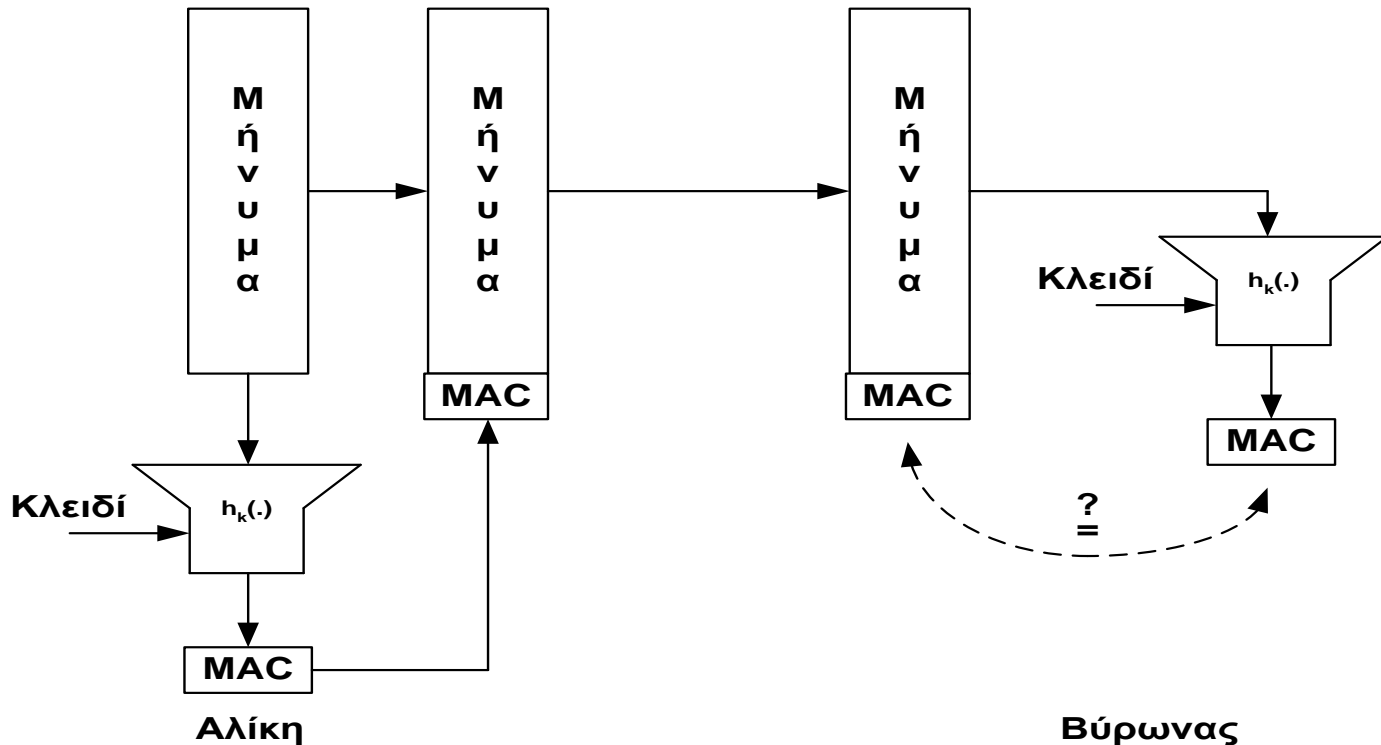 Μήνυμα
Μήνυμα
MAC
Κλειδί
hk(.)
MAC
Αλίκη
Μήνυμα
MAC
Κλειδί
hk(.)
MAC
?
=
Βύρωνας